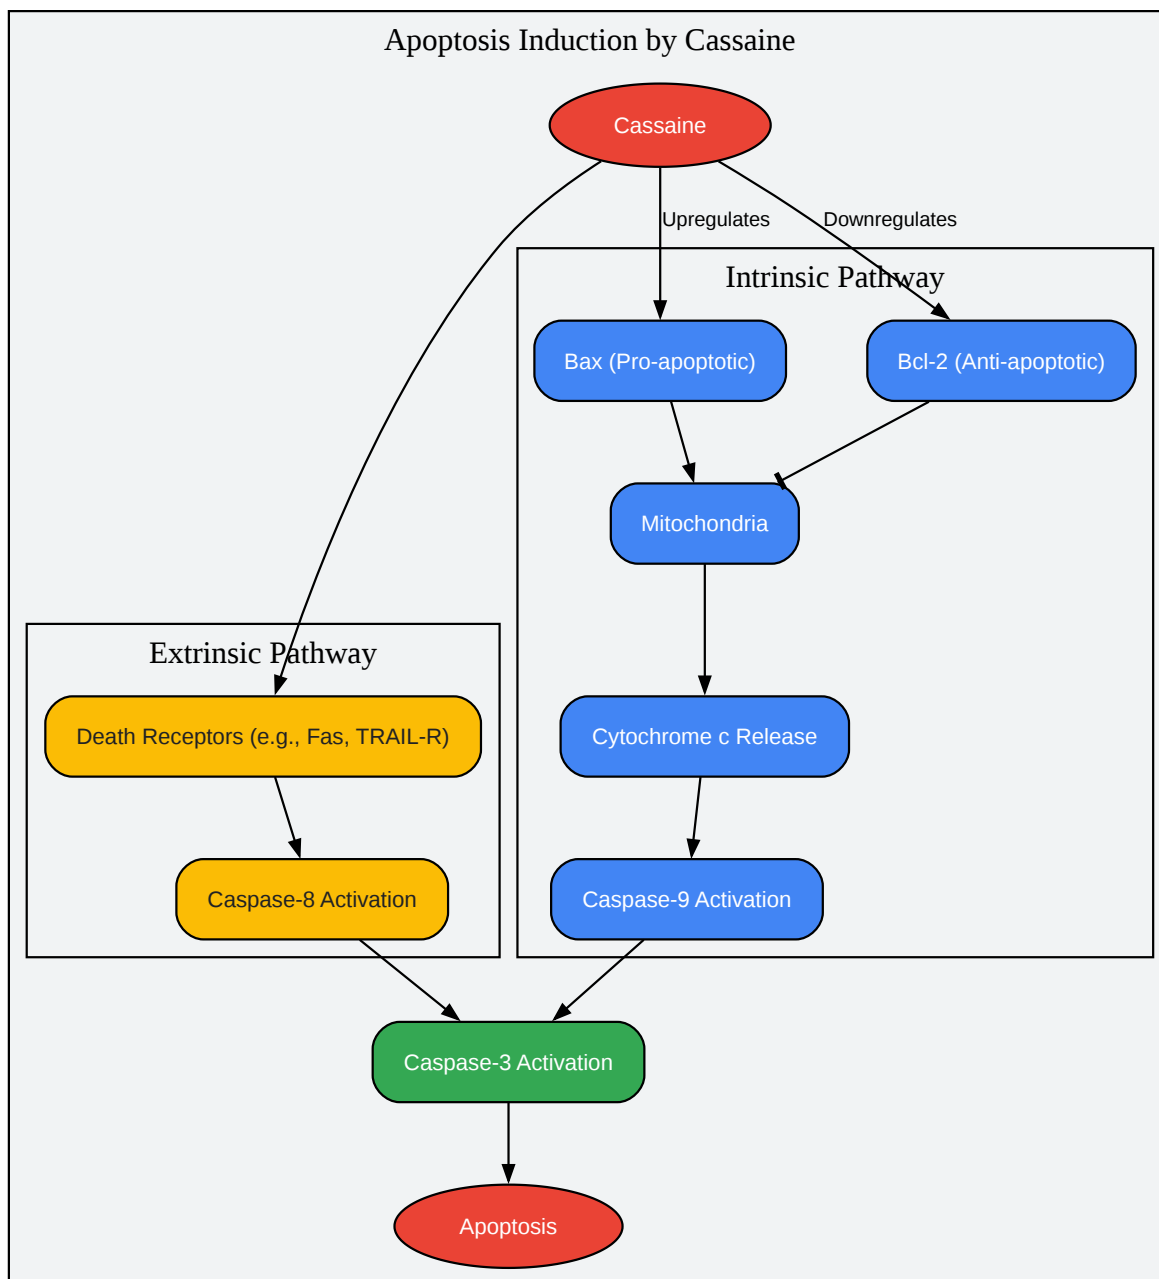 Apoptosis Induction by Cassaine
Cassaine
Upregulates
Downregulates
Intrinsic Pathway
Bax (Pro-apoptotic)
Bcl-2 (Anti-apoptotic)
Mitochondria
Extrinsic Pathway
Death Receptors (e.g., Fas, TRAIL-R)
Cytochrome c Release
Caspase-8 Activation
Caspase-9 Activation
Caspase-3 Activation
Apoptosis